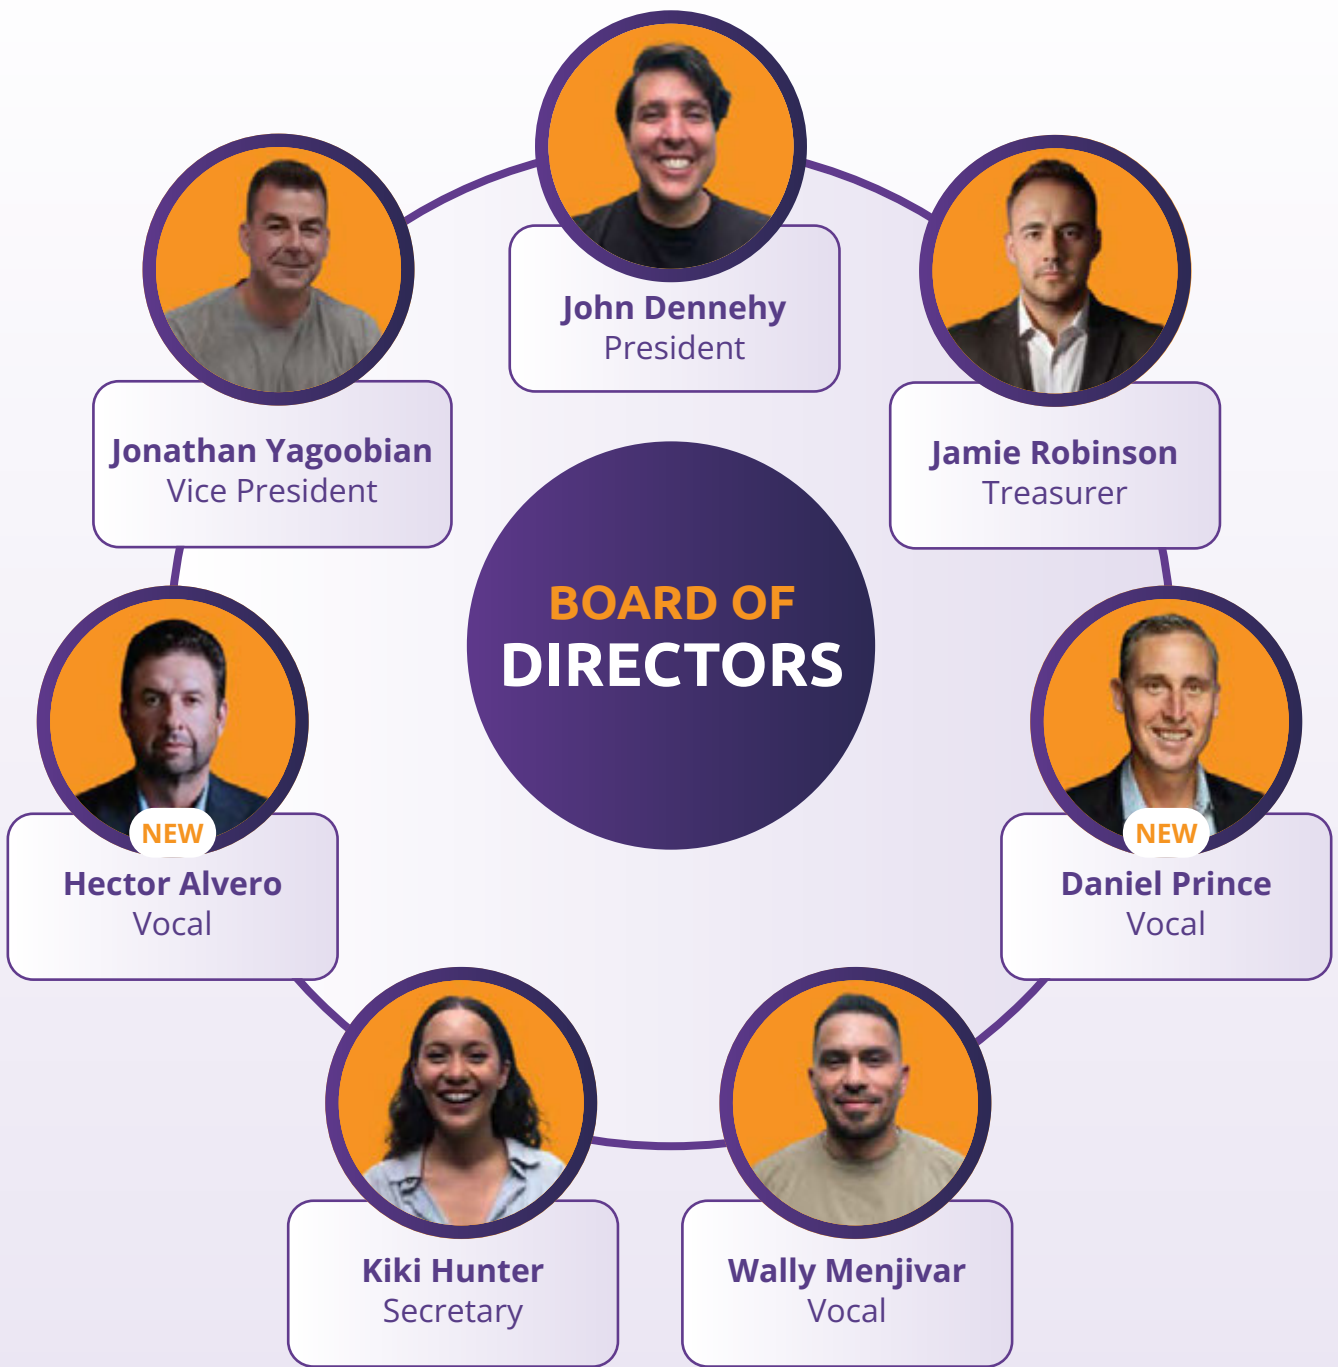 John Dennehy
President
Jonathan Yagoobian
Vice President
Jamie Robinson
Treasurer
BOARD OF
DIRECTORS
NEW
Hector Alvero
Vocal
NEW
Daniel Prince
Vocal
Kiki Hunter
Secretary
Wally Menjivar
Vocal